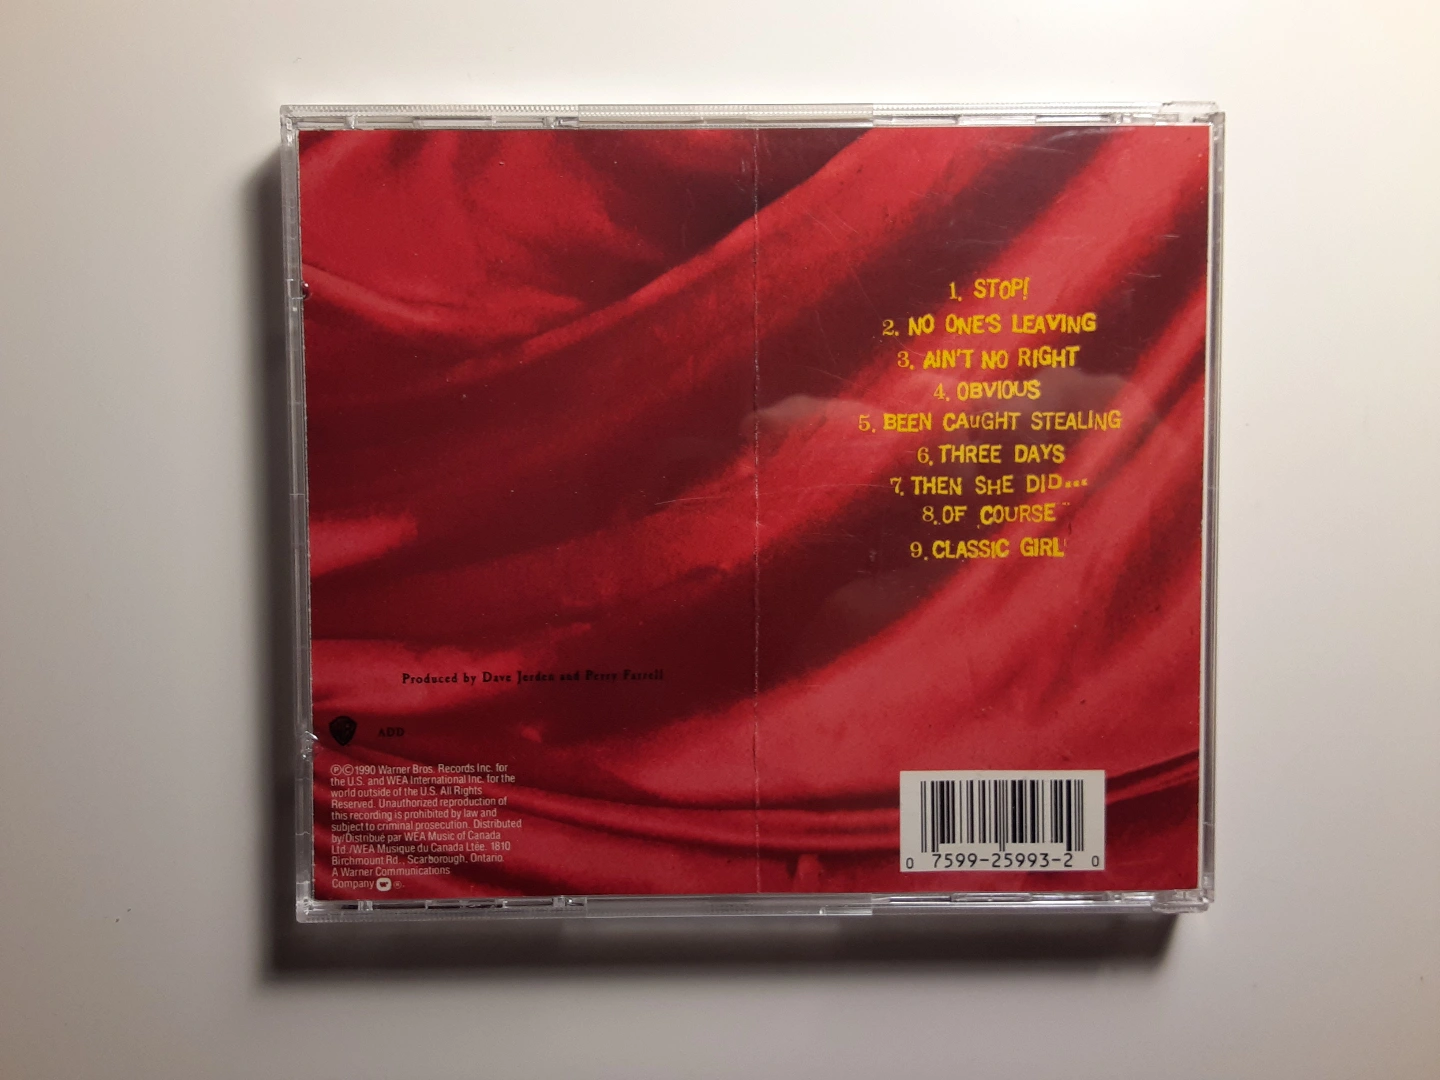 1. STOP!
2. NO ONE'S LEAVING
3. AIN'T NO RIGHT
4. OBVIOUS
5. BEEN CAuGHT STEALING
6. THREE DAYS
7. THEN SHE DID...
8. OF COURSE
9. CLASSIC GIRL
Produced by Dave Jerden and Perry Farrell
ADD
ⓅⒸ1990 Warner Bros. Records Inc. for
the U.S. and WEA International Inc. for the
world outside of the U.S. All Rights
Reserved. Unauthorized reproduction of
this recording is prohibited by law and
subject to criminal prosecution. Distributed
by/Distribué par WEA Music of Canada
Ltd./WEA Musique du Canada Ltée. 1810
Birchmount Rd., Scarborough, Ontario.
A Warner Communications
Company ®.
0 7599-25993-2 0